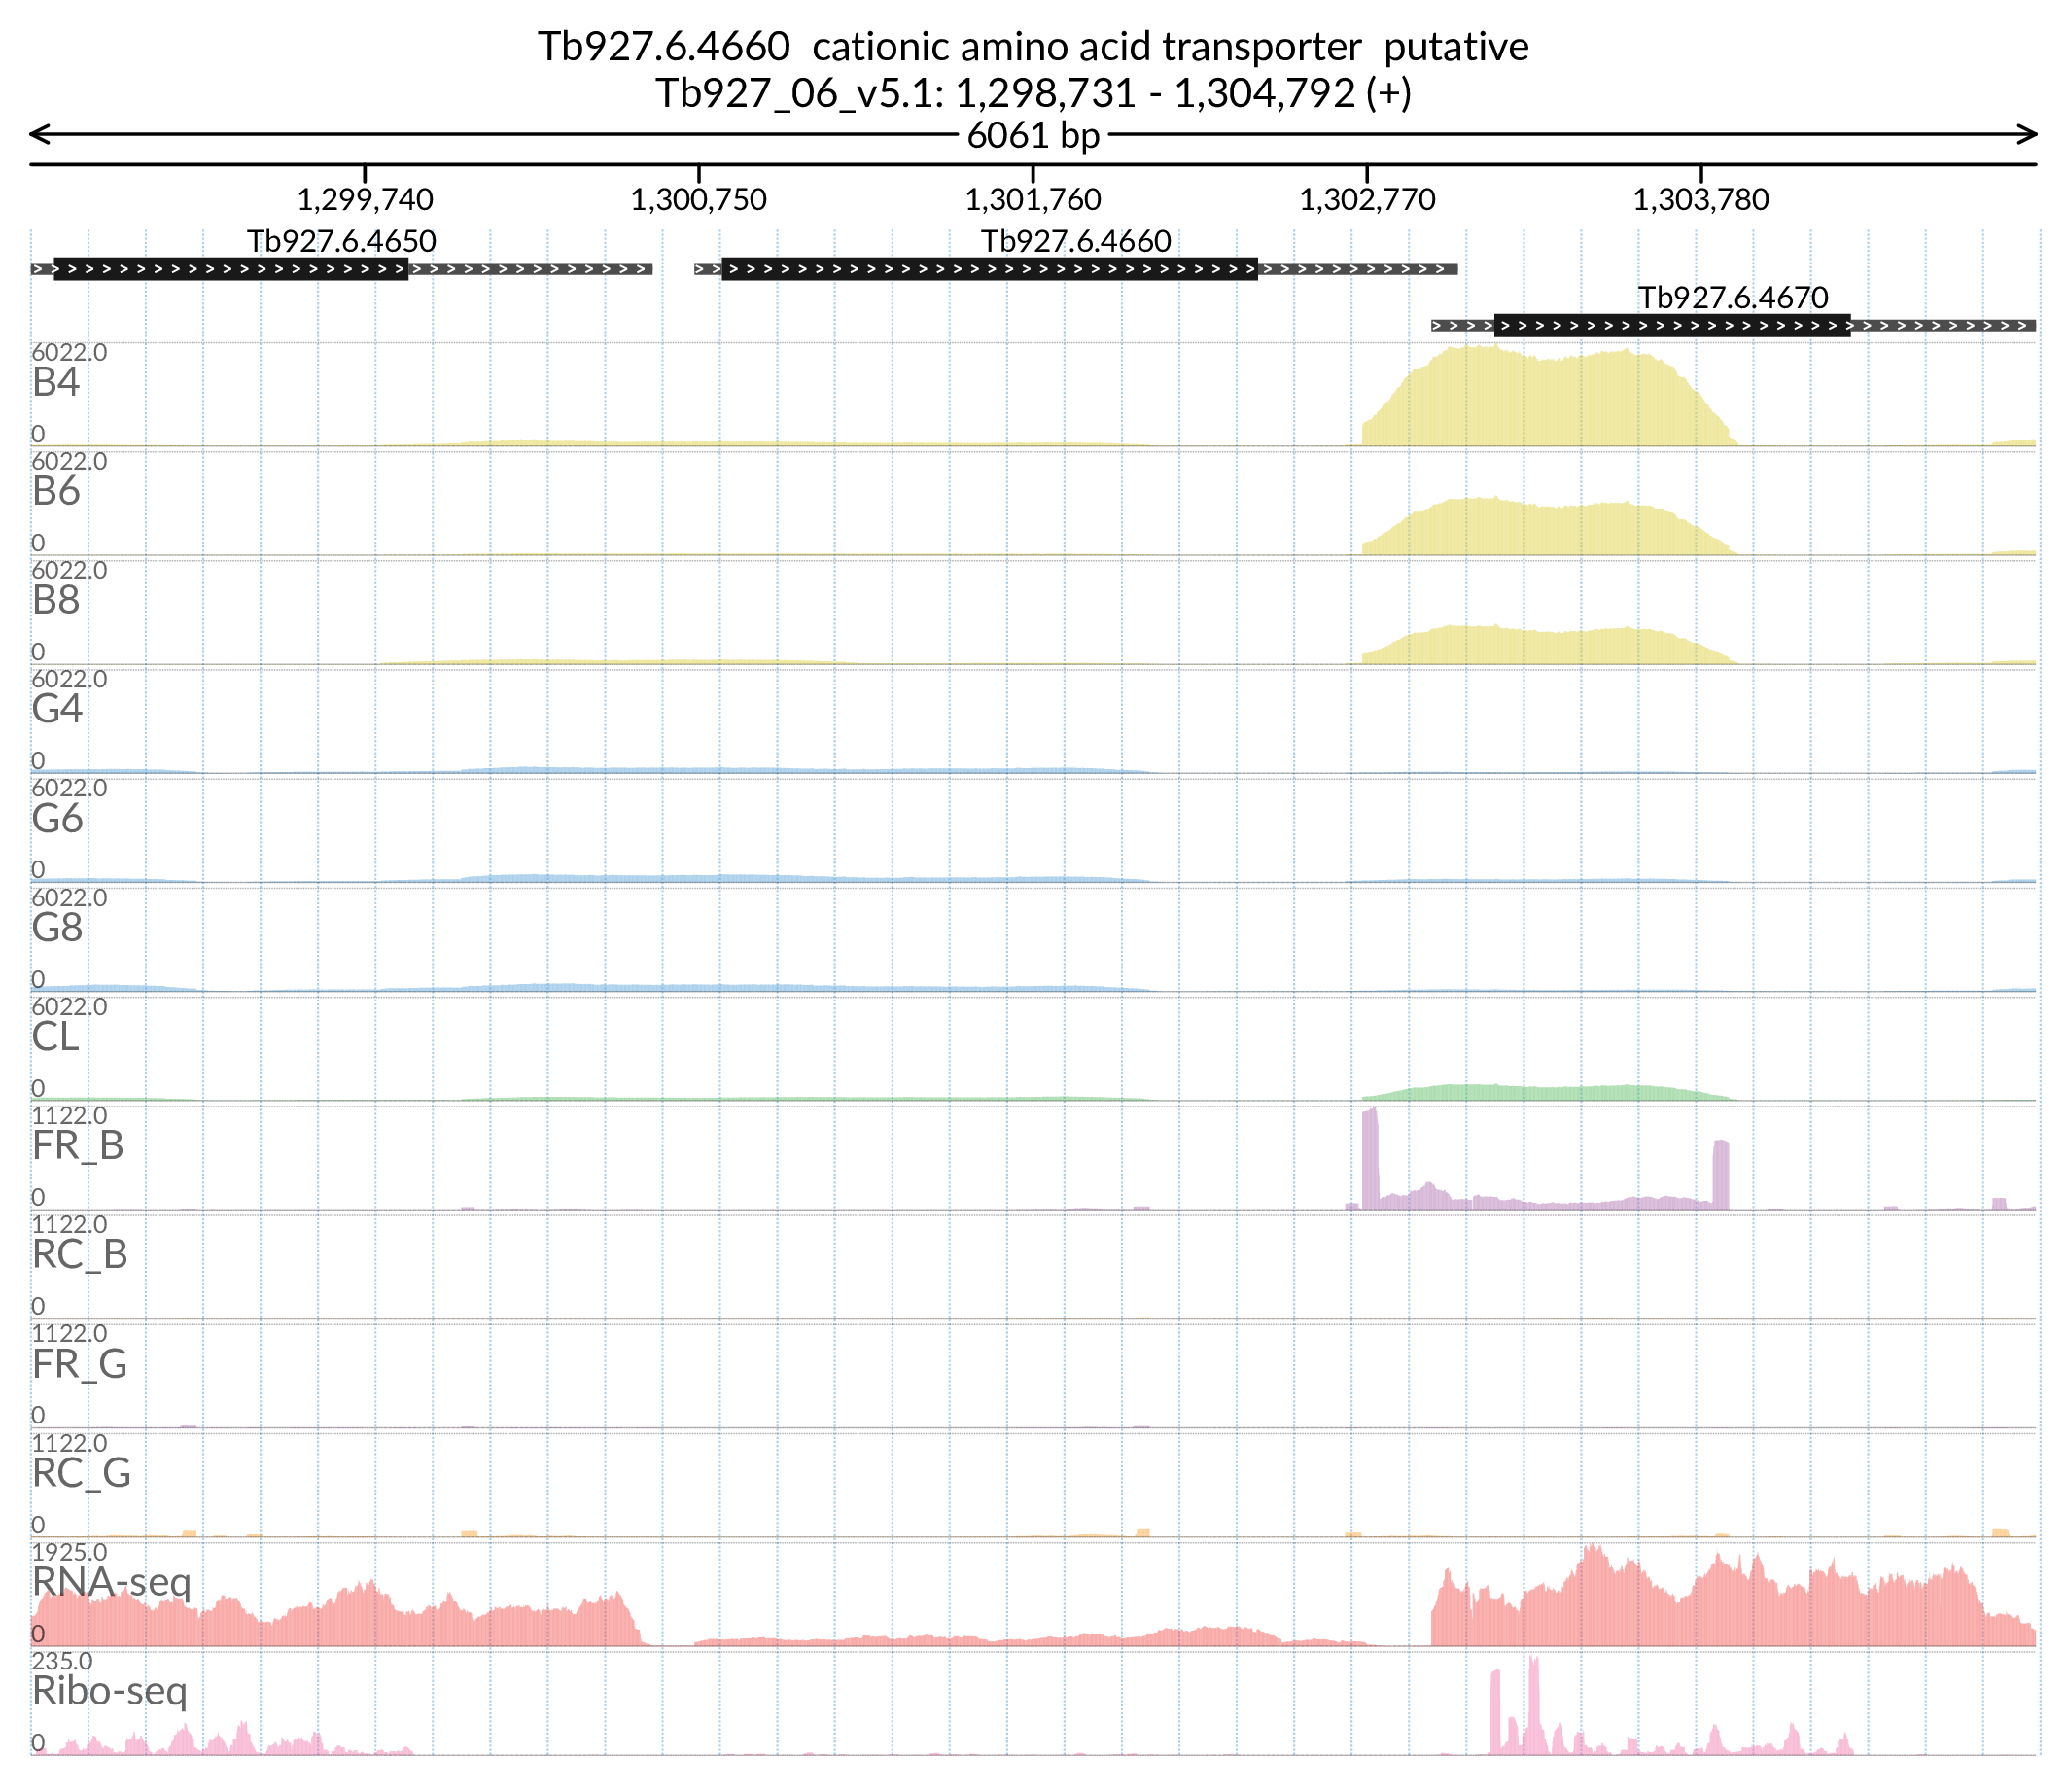 Tb927.6.4660 cationic amino acid transporter putative
Tb927_06_v5.1: 1,298,731 - 1,304,792 (+)
6061 bp
1,299,740 1,300,750 1,301,760 1,302,770 1,303,780
Tb927.6.4650 Tb927.6.4660
Tb927.6.4670
6022.0
B4
0
6022.0
B6
0
6022.0
B8
0
6022.0
G4
0
6022.0
G6
0
6022.0
G8
0
6022.0
CL
0
1122.0
FR_B
0
1122.0
RC_B
0
1122.0
FR_G
0
1122.0
RC_G
0
1925.0
RNA-seq
0
235.0
Ribo-seq
0